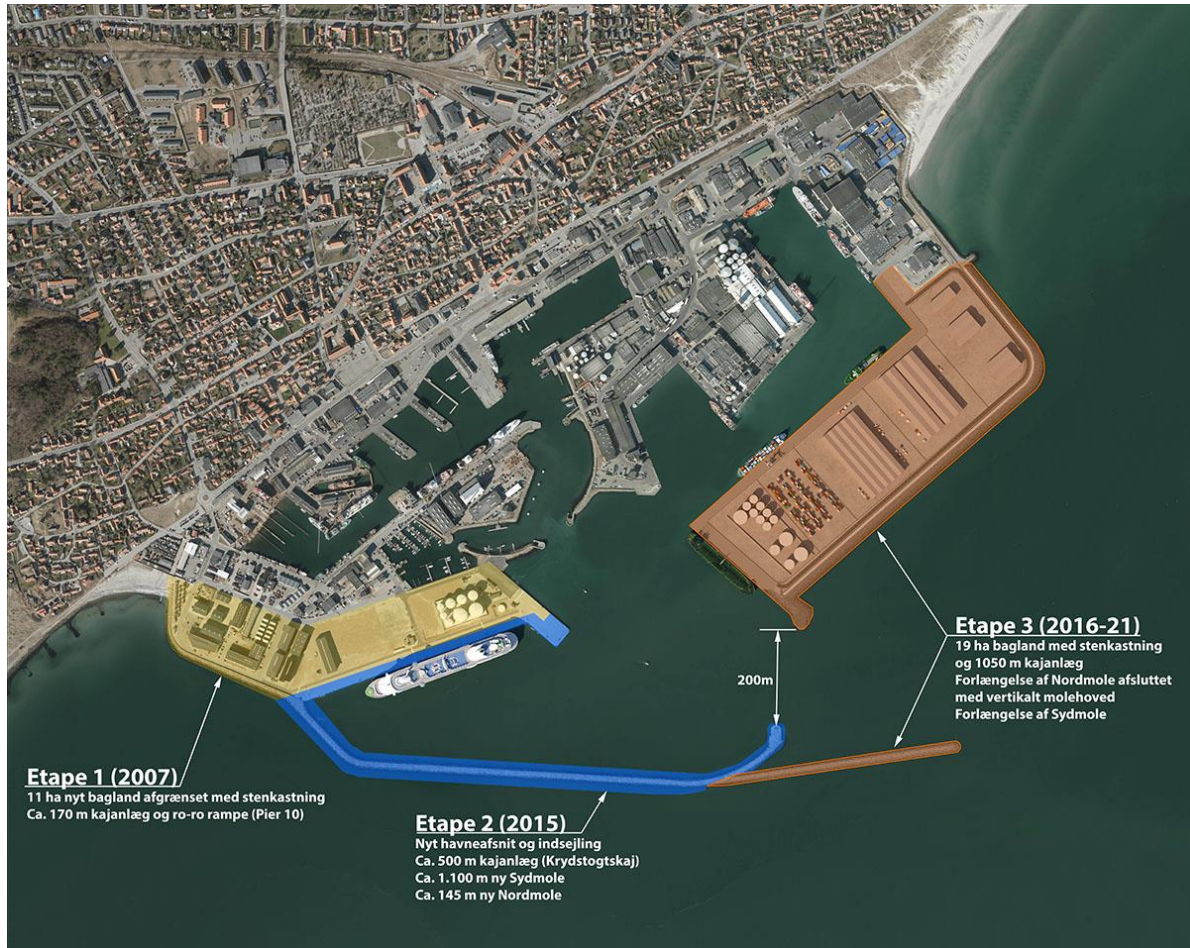 Etape 1 (2007)
11 ha nyt bagland afgrænset med stenkastning
Ca. 170 m kajanlæg og ro-ro rampe (Pier 10)
Etape 2 (2015)
Nyt havneafsnit og indsejling
Ca. 500 m kajanlæg (Krydstogtskaj)
Ca. 1.100 m ny Sydmole
Ca. 145 m ny Nordmole
200m
Etape 3 (2016-21)
19 ha bagland med stenkastning
og 1050 m kajanlæg
Forlængelse af Nordmole afsluttet
med vertikalt molehoved
Forlængelse af Sydmole